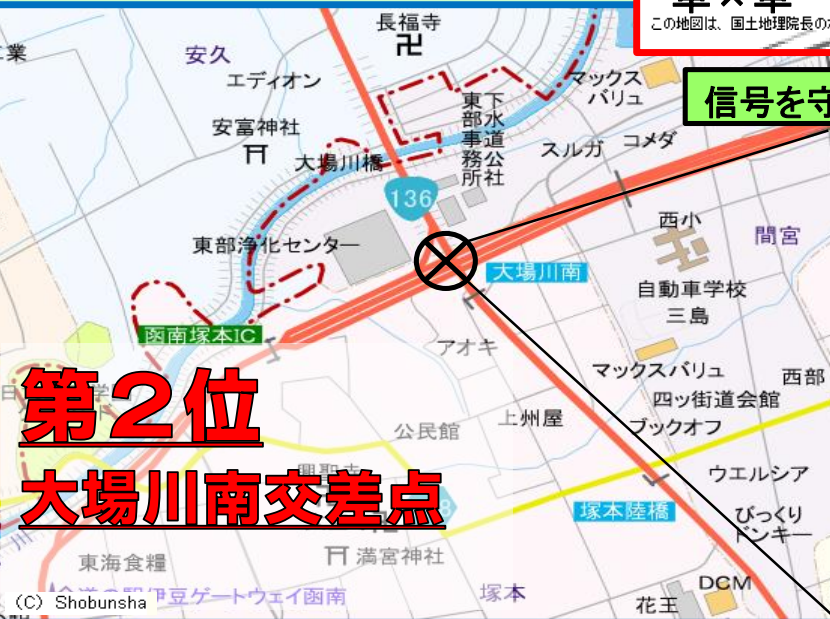 車×車
この地図は、国土地理院長の
長福寺
業
安久
エディオン
マックス
バリュ
信号を守
安富神社
東部事務所
下水道公社
スルガ
コメダ
大場川橋
136
西小
間宮
東部浄化センター
大場川南
自動車学校
三島
函南塚本IC
アオキ
マックスバリュ
西部
第2位
四ッ街道会館
上州屋
公民館
ブックオフ
大場川南交差点
ウエルシア
塚本陸橋
びっくり
ドンキー
東海食糧
满宮神社
DCM
伊豆ゲートウェイ函南
塚本
花王
(C) Shobunsha